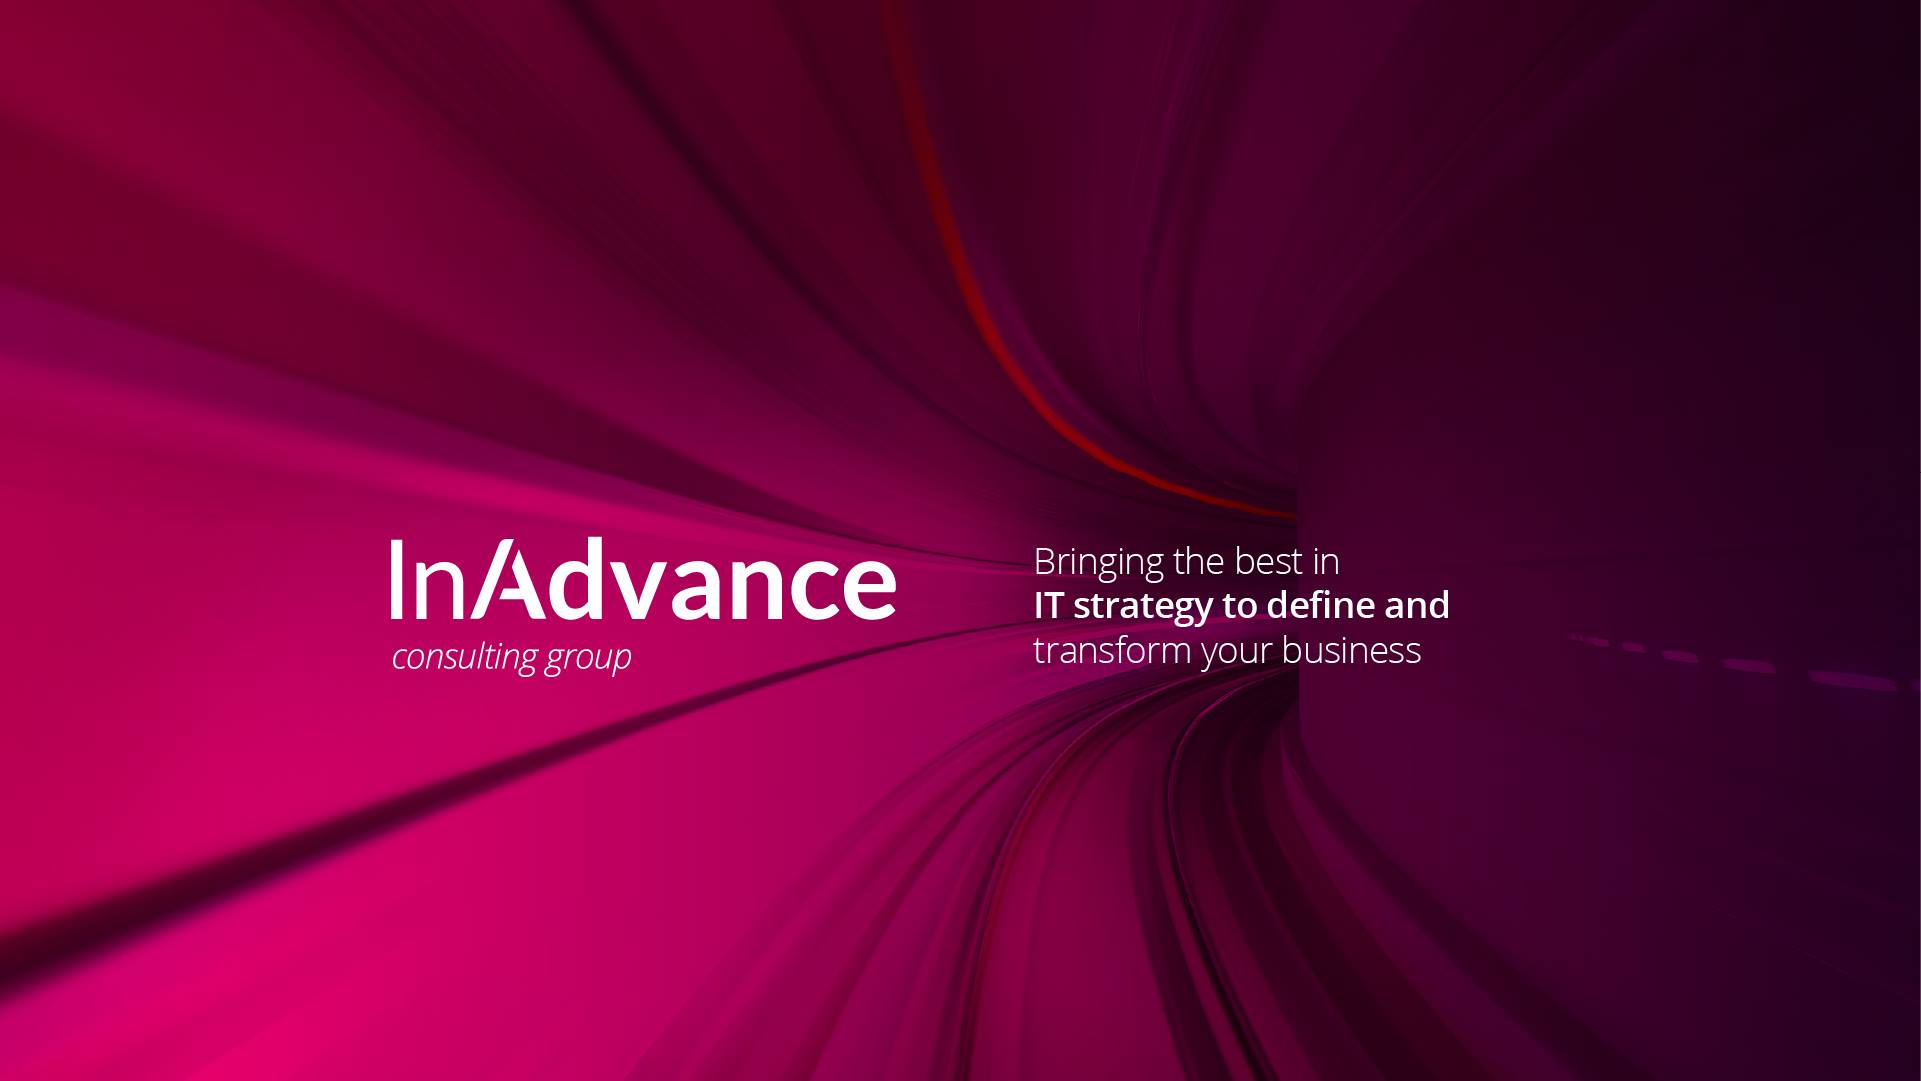 InAdvance
consulting group
Bringing the best in
IT strategy to define and
transform your business